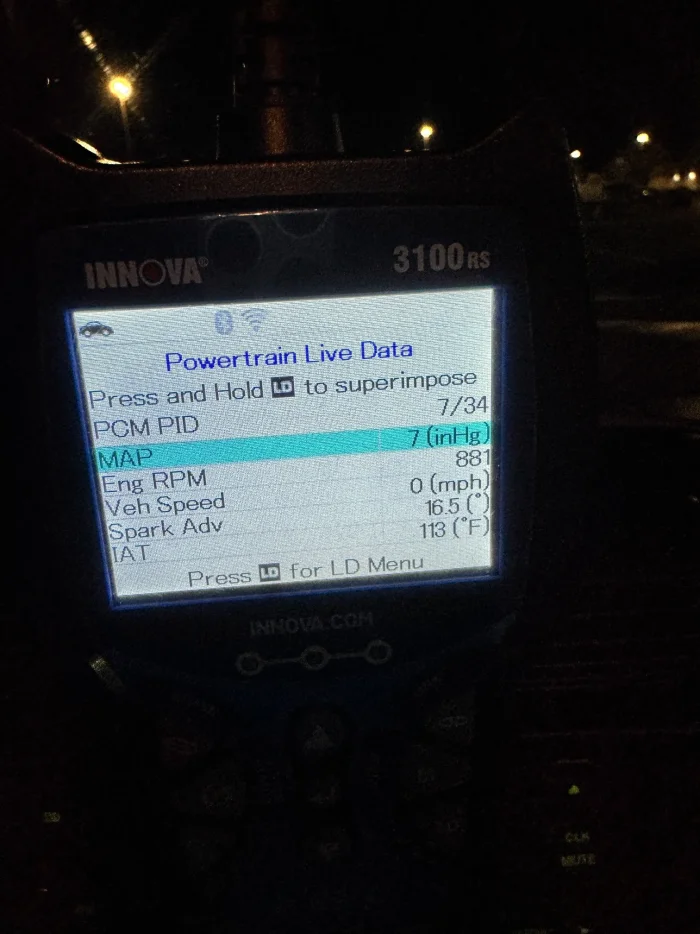 INNOVA® 3100RS
Powertrain Live Data
Press and Hold LD to superimpose
PCM PID 7/34
MAP 7 (inHg)
Eng RPM 881
Veh Speed 0 (mph)
Spark Adv 16.5 (°)
IAT 113 (°F)
Press LD for LD Menu
INNOVA.COM
CLK
MUTE